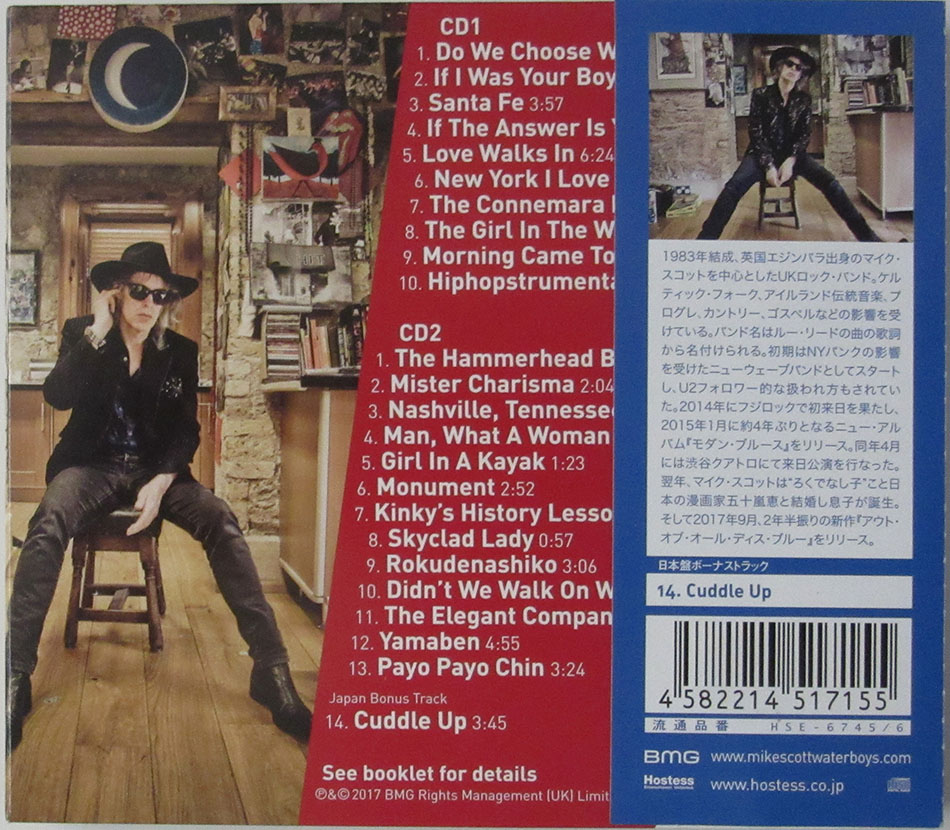 CD1
1. Do We Choose W
2. If I Was Your Boy
3. Santa Fe 3:57
4. If The Answer Is
5. Love Walks In 6:24
6. New York I Love
7. The Connemara
8. The Girl In The W
9. Morning Came To
10. Hiphopstrumenta
CD2
1. The Hammerhead B
2. Mister Charisma 2:04
3. Nashville, Tennesse
4. Man, What A Woman
5. Girl In A Kayak 1:23
6. Monument 2:52
7. Kinky's History Lesso
8. Skyclad Lady 0:57
9. Rokudenashiko 3:06
10. Didn't We Walk On W
11. The Elegant Compan
12. Yamaben 4:55
13. Payo Payo Chin 3:24
Japan Bonus Track
14. Cuddle Up 3:45
See booklet for details
℗&© 2017 BMG Rights Management (UK) Limit
1983年結成、英国エジンバラ出身のマイク・
スコットを中心としたUKロック・バンド。ケル
ティック・フォーク、アイルランド伝統音楽、プ
ログレ、カントリー、ゴスペルなどの影響を受
けている。バンド名はルー・リードの曲の歌詞
から名付けられる。初期はNYパンクの影響
を受けたニューウェーブバンドとしてスタート
し、U2フォロワー的な扱われ方もされてい
た。2014年にフジロックで初来日を果たし、
2015年1月に約4年ぶりとなるニュー・アル
バム『モダン・ブルース』をリリース。同年4月
には渋谷クアトロにて来日公演を行なった。
翌年、マイク・スコットは“ろくでなし子”こと日
本の漫画家五十嵐恵と結婚し息子が誕生。
そして2017年9月、2年半振りの新作『アウト・
オブ・オール・ディス・ブルー』をリリース。
日本盤ボーナストラック
14. Cuddle Up
4 582214 517155
流通品番 HSE-6745/6
BMG www.mikescottwaterboys.com
Hostess www.hostess.co.jp